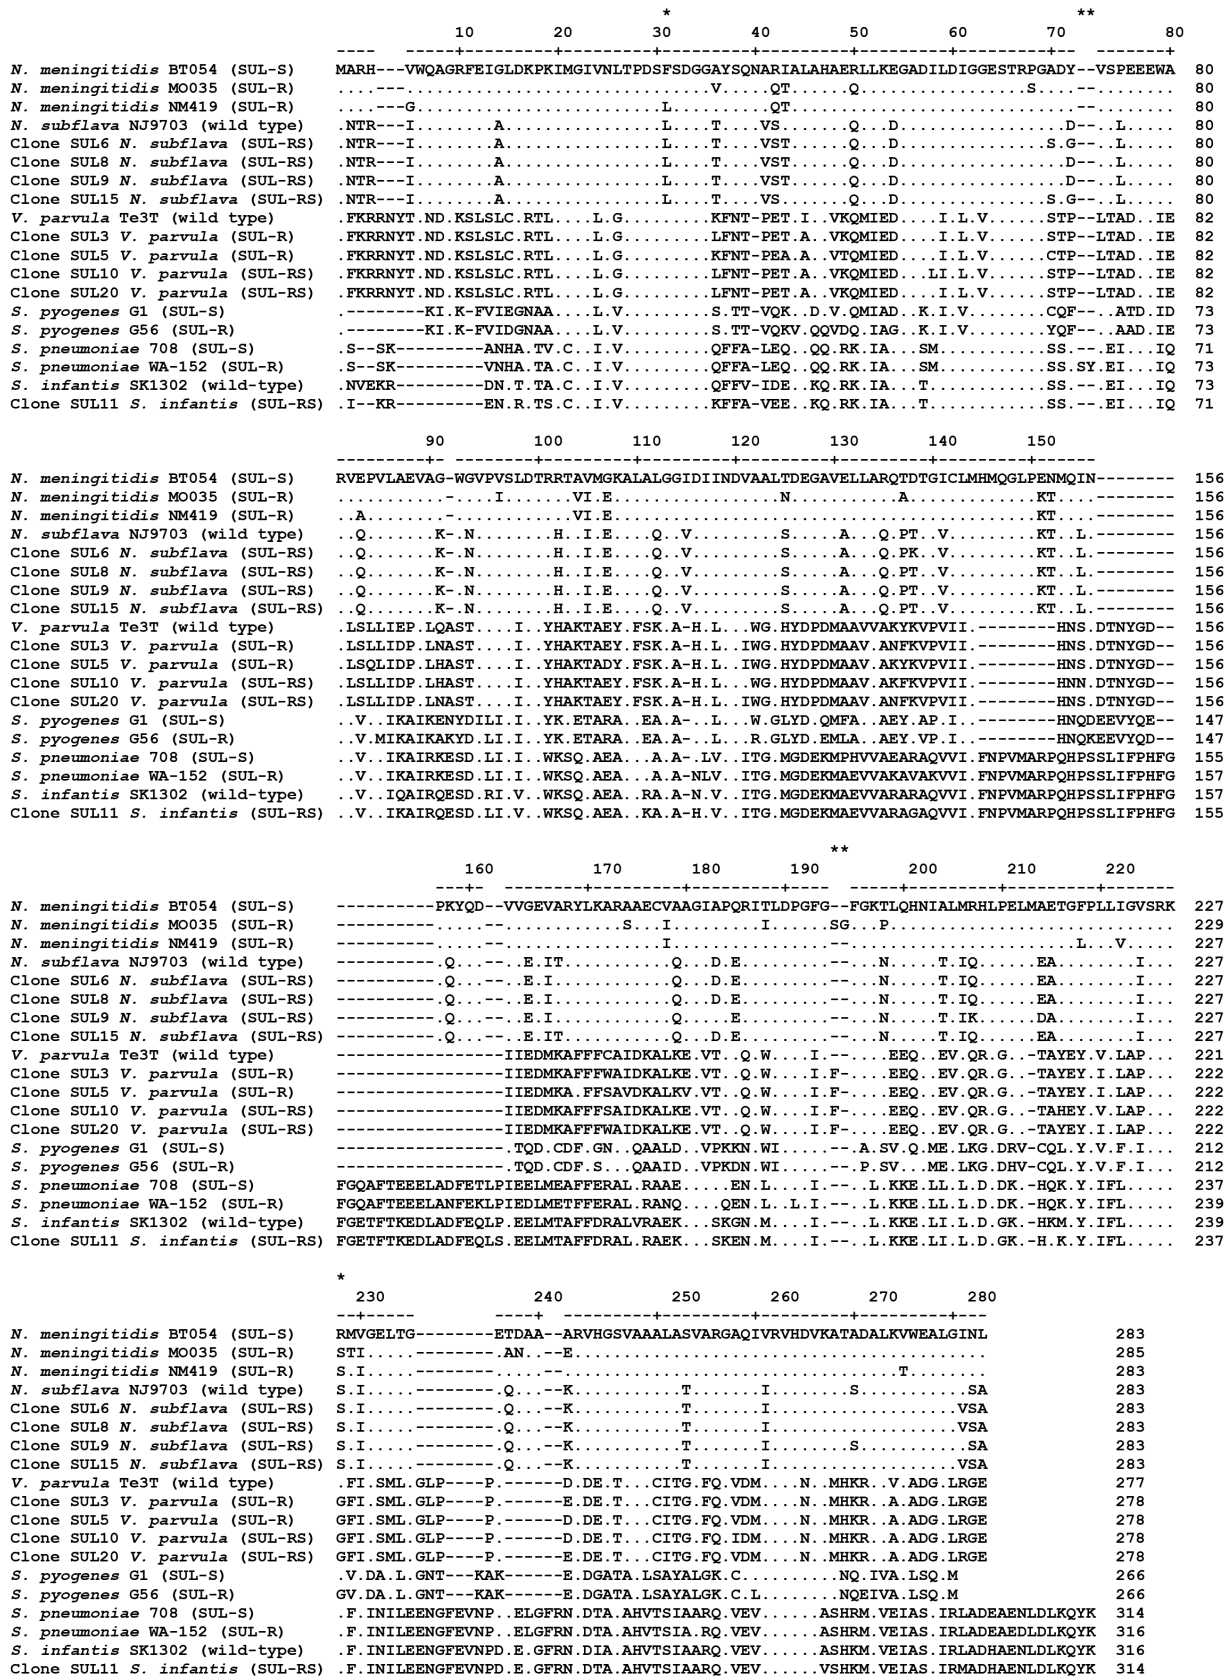 * **
10 20 30 40 50 60 70 80
N. meningitidis BT054 (SUL-S) MARH---VWQAGRFEIGLDKPKIMGIVNLTPDSFSDGGAYSQNARIALAHAERLLKEGADILDIGGESTRPGADY--VSPEEEWA 80
N. meningitidis MO035 (SUL-R) ....---...............................V.....QT......Q.................S....--........ 80
N. meningitidis NM419 (SUL-R) ....---G.........................L..........QT.............................--........ 80
N. subflava NJ9703 (wild type) .NTR---I........A................L....T....VS.......Q...D.................D--..L..... 80
Clone SUL6 N. subflava (SUL-RS) .NTR---I........A................L....T....VST......Q...D...............S.G.--..L..... 80
Clone SUL8 N. subflava (SUL-RS) .NTR---I........A................L....T....VST......Q...D.................D--..L..... 80
Clone SUL9 N. subflava (SUL-RS) .NTR---I........A................L....T....VST......Q...D.................D--..L..... 80
Clone SUL15 N. subflava (SUL-RS) .NTR---I........A................L....T....VST......Q...D...............S.G.--..L..... 80
V. parvula Te3T (wild type) .FKRRNYT.ND.KSLSLC.RTL....L.G.........KFNT-PET.I..VKQMIEDD....I.L.V......STP--LTAD..IE 82
Clone SUL3 V. parvula (SUL-R) .FKRRNYT.ND.KSLSLC.RTL....L.G.........LFNT-PET.A..VKQMIED....I.L.V......STP--LTAD..IE 82
Clone SUL5 V. parvula (SUL-R) .FKRRNYT.ND.KSLSLC.RTL....L.G.........KFNT-PEA.A..VTQMIED....I.L.V......CTP--LTAD..IE 82
Clone SUL10 V. parvula (SUL-RS) .FKRRNYT.ND.KSLSLC.RTL....L.G.........LFNT-PET.A..VKQMIED...LI.L.V......STP--LTAD..IE 82
Clone SUL20 V. parvula (SUL-RS) .FKRRNYT.ND.KSLSLC.RTL....L.G.........LFNT-PET.A..VKQMIED....I.L.V......STP--LTAD..IE 82
S. pyogenes G1 (SUL-S) .--------KI.K-FVIEGNAA....L.V.........S.TT-VQK..D.V.QMIAD..K.I.V......CQF--..ATD.ID 73
S. pyogenes G56 (SUL-R) .--------KI.K-FVIDGNAA....L.V.........S.TT-VQKV.QQVDQ.IAG..K.I.V......YQF--..AAD.IE 73
S. pneumoniae 708 (SUL-S) .S--SK---------ANHA.TV.C..I.V.........QFFA-LEQ..QQ.RK.IA...SM...........SS.--.EI...IQ 71
S. pneumoniae WA-152 (SUL-R) .S--SK---------VNHA.TA.C..I.V.........QFFA-LEQ..QQ.RK.IA...SM...........SS.SY.EI...IQ 73
S. infantis SK1302 (wild-type) .NVEKR---------DN.T.TA.C..I.V.........QFFV-IDE..KQ.RK.IA..T.............SS.--.EI...IQ 73
Clone SUL11 S. infantis (SUL-RS) .I--KR---------EN.R.TS.C..I.V.........KFFA-VEE..KQ.RK.IA..T.............SS.--.EI...IQ 71
90 100 110 120 130 140 150
N. meningitidis BT054 (SUL-S) RVEPVLAEVAG-WGVPVSLDTRRTAVMGKALALGGIDIINDVAALTDEGAVELLARQTDTGICLMHMQGLPENMQIN-------- 156
N. meningitidis MO035 (SUL-R) ...........-....I.......VI.E.................N...........A.............KT....-------- 156
N. meningitidis NM419 (SUL-R) ..A........-............VI.E...........................................KT....-------- 156
N. subflava NJ9703 (wild type) ..Q.......K-.N........H..I.E....Q..V.........S.....A...Q.PT..V.........KT..L.-------- 156
Clone SUL6 N. subflava (SUL-RS) ..Q.......K-.N........H..I.E....Q..V.........S.....A...K.PK..V.........KT..L.-------- 156
Clone SUL8 N. subflava (SUL-RS) ..Q.......K-.N........H..I.E....Q..V.........S.....A...Q.PT..V.........KT..L.-------- 156
Clone SUL9 N. subflava (SUL-RS) ..Q.......K-.N........H..I.E....Q..V.........S.....A...Q.PT..V.........KT..L.-------- 156
Clone SUL15 N. subflava (SUL-RS) ..Q.......K-.N........H..I.E....Q..V.........S.....A...Q.PT..V.........KT..L.-------- 156
V. parvula Te3T (wild type) .LSLLIEP.LQAST....I..YHAKTAEY.FSK.A-H.L...WG.HYDPDMAAVVAKYKVPVII.--------HNS.DTNYGD-- 156
Clone SUL3 V. parvula (SUL-R) .LSLLIDP.LNAST....I..YHAKTAEY.FSK.A-H.L...IWG.HYDPDMAAV.ANFKVPVII.--------HNS.DTNYGD-- 156
Clone SUL5 V. parvula (SUL-R) .LSQLIDP.LHAST....I..YHAKTADY.FSK.A-H.L...IWG.HYDPDMAAV.AKYKVPVII.--------HNS.DTNYGD-- 156
Clone SUL10 V. parvula (SUL-RS) .LSLLIDP.LHAST....I..YHAKTAEY.FSK.A-H.L...IWG.HYDPDMAAV.AKFKVPVII.--------HNN.DTNYGD-- 156
Clone SUL20 V. parvula (SUL-RS) .LSLLIDP.LNAST....I..YHAKTAEY.FSK.A-H.L...IWG.HYDPDMAAV.ANFKVPVII.--------HNS.DTNYGD-- 156
S. pyogenes G1 (SUL-S) ..V...IKAIKENYDILI.I..YK.ETARA..EA.A-..L...W.GLYD.QMFA..AEY.AP.I.--------HNQDEEVYQE-- 147
S. pyogenes G56 (SUL-R) ..V.MIKAIKAKYD.LI.I..YK.ETARA..EA.A-..L...R.GLYD.EMLA..AEY.VP.I.--------HNQKEEVYQD-- 147
S. pneumoniae 708 (SUL-S) ..V...IKAIRKESD.LI.I..WKSQ.AEA...A.A-.LV...ITG.MGDEKMPHVVAEARAQVVI.FNPVMARPQHPSSLIFPHFG 155
S. pneumoniae WA-152 (SUL-R) ..V...IKAIRKESD.LI.I..WKSQ.AEA...A.A-NLV...ITG.MGDEKMAEVVAKAVAKVVI.FNPVMARPQHPSSLIFPHFG 157
S. infantis SK1302 (wild-type) ..V..IQAIRQESD.RI.V..WKSQ.AEA..RA.A-N.V...ITG.MGDEKMAEVVARARAQVVI.FNPVMARPQHPSSLIFPHFG 157
Clone SUL11 S. infantis (SUL-RS) ..V...IKAIRQESD.LI.V..WKSQ.AEA..KA.A-H.V...ITG.MGDEKMAEVVARAGAQVVI.FNPVMARPQHPSSLIFPHFG 155
**
160 170 180 190 200 210 220
N. meningitidis BT054 (SUL-S) ----------PKYQD--VVGEVARYLKARAAECVAAGIAPQRITLDPGFG--FGKTLQHNIALMRHLPELMAETGFPLLIGVSRK 227
N. meningitidis MO035 (SUL-R) ----------.....--...........S...I.........I......SG...P.............................. 229
N. meningitidis NM419 (SUL-R) ----------.....--...............I................--.........................L...V..... 227
N. subflava NJ9703 (wild type) ----------.Q...--..E.IT...........Q...D.E........--...N.....T.IQ......EA........I... 227
Clone SUL6 N. subflava (SUL-RS) ----------.Q...--..E.I............Q...D.E........--...N.....T.IQ......EA........I... 227
Clone SUL8 N. subflava (SUL-RS) ----------.Q...--..E.I............Q...D.E........--...N.....T.IQ......EA........I... 227
Clone SUL9 N. subflava (SUL-RS) ----------.Q...--..E.I............Q...D.E........--...N.....T.IK......DA........I... 227
Clone SUL15 N. subflava (SUL-RS) ----------.Q...--..E.IT...........Q...D.E........--...N.....T.IQ......EA........I... 227
V. parvula Te3T (wild type) -----------------IIEDMKAFFFCAIDKALKE.VT..Q.W....I.--....EEQ..EV.QR.G..-TAYEY.V.LAP... 221
Clone SUL3 V. parvula (SUL-R) -----------------IIEDMKAFFFWAIDKALKE.VT..Q.W....I.F-....EEQ..EV.QR.G..-TAYEY.I.LAP... 222
Clone SUL5 V. parvula (SUL-R) -----------------IIEDMKA.FFSAVDKALKV.VT..Q.W....I.F-....EEQ..EV.QR.G..-TAYEY.I.LAP... 222
Clone SUL10 V. parvula (SUL-RS) -----------------IIEDMKAFFFSAIDKALKE.VT..Q.W....I.F-....EEQ..EV.QR.G..-TAHEY.V.LAP... 222
Clone SUL20 V. parvula (SUL-RS) -----------------IIEDMKAFFFWAIDKALKE.VT..Q.W....I.F-....EEQ..EV.QR.G..-TAYEY.I.LAP... 222
S. pyogenes G1 (SUL-S) -----------------.TQD.CDF.GN..QAALD..VPKKN.WI.....--.A.SV.Q.ME.LKG.DRV-CQL.Y.V.F.I... 212
S. pyogenes G56 (SUL-R) -----------------.TQD.CDF.S...QAAID..VPKDN.WI.....--.P.SV...ME.LKG.DHV-CQL.Y.V.F.I... 212
S. pneumoniae 708 (SUL-S) FGQAFTEEELADFETLPIEELMEAFFERAL.RAAE.....EN.L....I.--..L.KKE.LL.L.D.DK.-HQK.Y.IFL..... 237
S. pneumoniae WA-152 (SUL-R) FGQAFTEEELANFEKLPIEDLMETFFERAL.RANQ....QEN.L..L.I.--..L.KKE.LL.L.D.DK.-HQK.Y.IFL..... 239
S. infantis SK1302 (wild-type) FGETFTKEDLADFEQLP.EELMTAFFDRALVRAEK...SKGN.M....I.--..L.KKE.LI.L.D.GK.-HKM.Y.IFL..... 239
Clone SUL11 S. infantis (SUL-RS) FGETFTKEDLADFEQLS.EELMTAFFDRAL.RAEK...SKEN.M....I.--..L.KKE.LI.L.D.GK.-H.K.Y.IFL..... 237
*
230 240 250 260 270 280
N. meningitidis BT054 (SUL-S) RMVGELTG--------ETDAA--ARVHGSVAAALASVARGAQIVRVHDVKATADALKVWEALGINL 283
N. meningitidis MO035 (SUL-R) STI.....--------.AN..--E.......................................... 285
N. meningitidis NM419 (SUL-R) S.I.....--------.....--..................................T........ 283
N. subflava NJ9703 (wild type) S.I.....--------.Q...--K...........T.......I........S...........SA 283
Clone SUL6 N. subflava (SUL-RS) S.I.....--------.Q...--K...........T.......I...................VSA 283
Clone SUL8 N. subflava (SUL-RS) S.I.....--------.Q...--K...........T.......I...................VSA 283
Clone SUL9 N. subflava (SUL-RS) S.I.....--------.Q...--K...........T.......I........S...........SA 283
Clone SUL15 N. subflava (SUL-RS) S.I.....--------.Q...--K...........T.......I...................VSA 283
V. parvula Te3T (wild type) .FI.SML.GLP----P.------D.DE.T...CITG.FQ.VDM....N..MHKR..V.ADG.LRGE 277
Clone SUL3 V. parvula (SUL-R) GFI.SML.GLP----P.------E.DE.T...CITG.FQ.VDM....N..MHKR..A.ADG.LRGE 278
Clone SUL5 V. parvula (SUL-R) GFI.SML.GLP----P.------E.DE.T...CITG.FQ.VDM....N..MHKR..A.ADG.LRGE 278
Clone SUL10 V. parvula (SUL-RS) GFI.SML.GLP----P.------E.DE.T...CITG.FQ.IDM....N..MHKR..A.ADG.LRGE 278
Clone SUL20 V. parvula (SUL-RS) GFI.SML.GLP----P.------E.DE.T...CITG.FQ.VDM....N..MHKR..A.ADG.LRGE 278
S. pyogenes G1 (SUL-S) .V.DA.L.GNT---KAK------E.DGATA.LSAYALGK.C..........NQ.IVA.LSQ.M 266
S. pyogenes G56 (SUL-R) GV.DA.L.GNT---KAK------E.DGATA.LSAYALGK.C.L........NQEIVA.LSQ.M 266
S. pneumoniae 708 (SUL-S) .F.INILEENGFEVNP..ELGFRN.DTA.AHVTSIAARQ.VEV......ASHRM.VEIAS.IRLADEAENLDLKQYK 314
S. pneumoniae WA-152 (SUL-R) .F.INILEENGFEVNP..ELGFRN.DTA.AHVTSIAARQ.VEV......ASHKM.VEIAS.IRLADEAEDLDLKQYK 316
S. infantis SK1302 (wild-type) .F.INILEENGFEVNPD.E.GFRN.DIA.AHVTSIAARQ.VEV......ASHRM.VEIAS.IRLADHAENLDLKQYK 316
Clone SUL11 S. infantis (SUL-RS) .F.INILEENGFEVNPD.E.GFRN.DTA.AHVTSIAARQ.VEV......VSHKM.VEIAS.IRMADHAENLDLKQYK 314